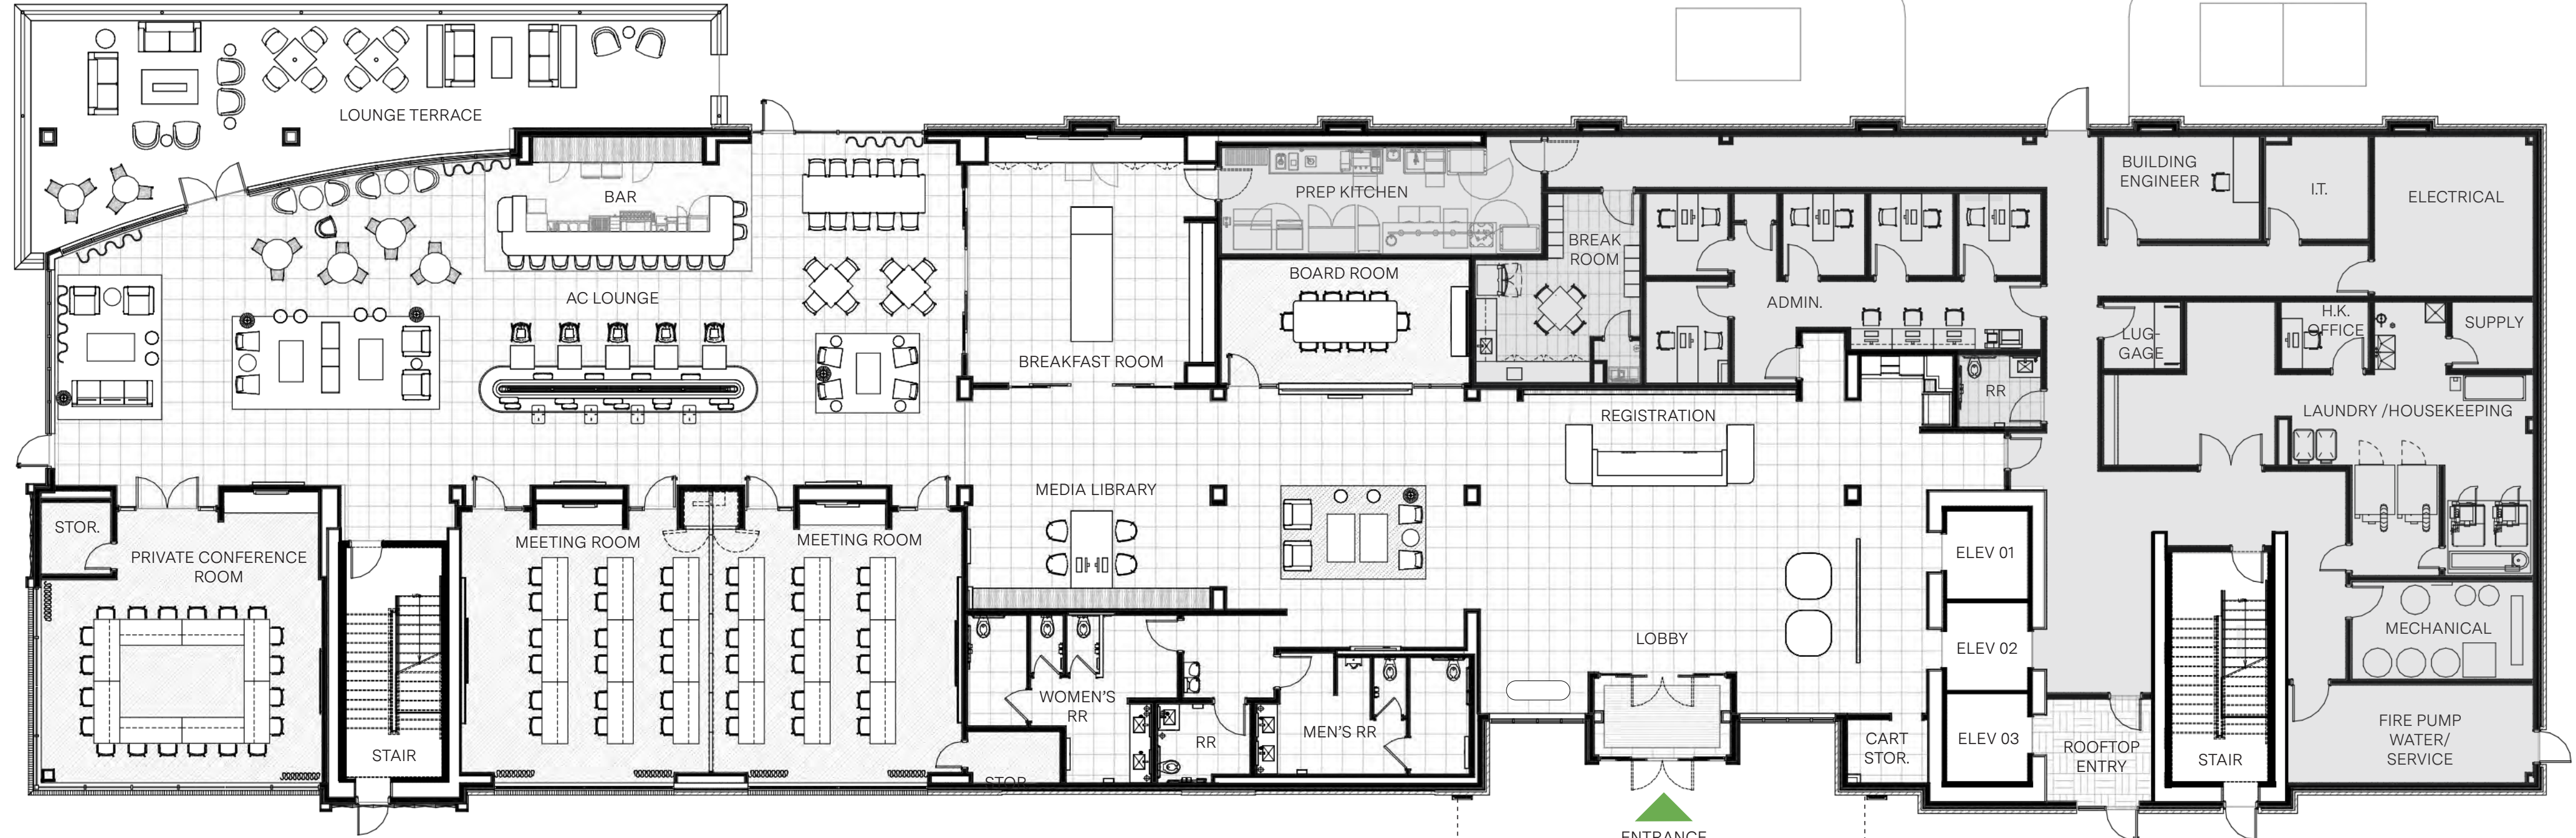 LOUNGE TERRACE
BAR
PREP KITCHEN
BUILDING
ENGINEER
I.T.
ELECTRICAL
BREAK
ROOM
BOARD ROOM
AC LOUNGE
ADMIN.
H.K.
OFFICE
SUPPLY
LUG-
GAGE
BREAKFAST ROOM
RR
REGISTRATION
LAUNDRY /HOUSEKEEPING
MEDIA LIBRARY
STOR.
PRIVATE CONFERENCE
ROOM
MEETING ROOM
MEETING ROOM
ELEV 01
ELEV 02
ELEV 03
MECHANICAL
LOBBY
WOMEN'S
RR
RR
MEN'S RR
STAIR
STOR.
CART
STOR.
ROOFTOP
ENTRY
STAIR
FIRE PUMP
WATER/
SERVICE
ENTRANCE